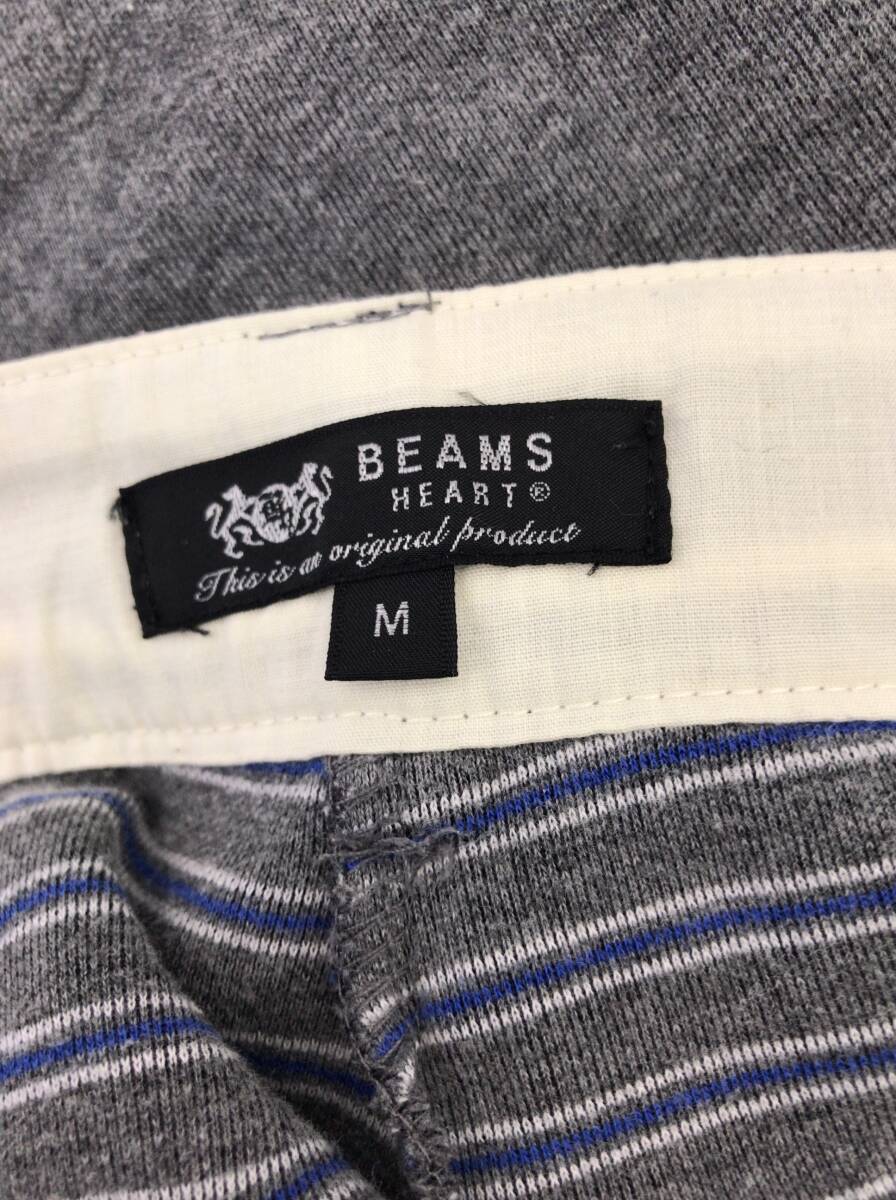 BEAMS
HEART®
This is an original product
M